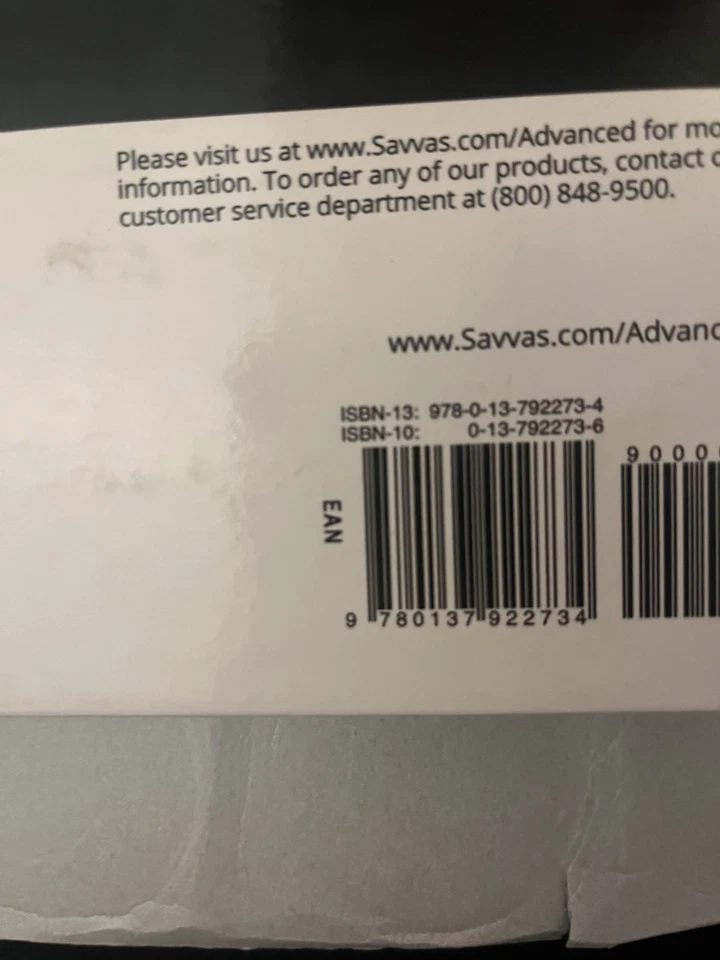 Please visit us at www.Savvas.com/Advanced for mo
information. To order any of our products, contact
customer service department at (800) 848-9500.
www.Savvas.com/Advanc
ISBN-13: 978-0-13-792273-4
ISBN-10: 0-13-792273-6
9000
EAN
9 780137 922734